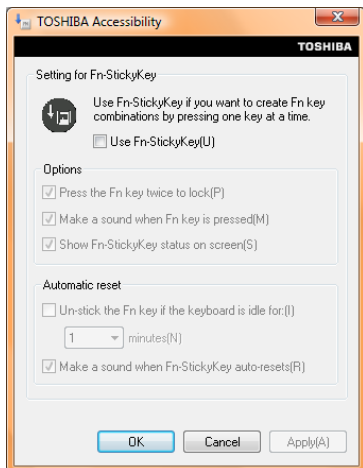 TOSHIBA Accessibility
TOSHIBA
Setting for Fn-StickyKey
Use Fn-StickyKey if you want to create Fn key
combinations by pressing one key at a time.
Use Fn-StickyKey(U)
Options
Press the Fn key twice to lock(P)
Make a sound when Fn key is pressed(M)
Show Fn-StickyKey status on screen(S)
Automatic reset
Un-stick the Fn key if the keyboard is idle for:(I)
1 minutes(N)
Make a sound when Fn-StickyKey auto-resets(R)
OK Cancel Apply(A)